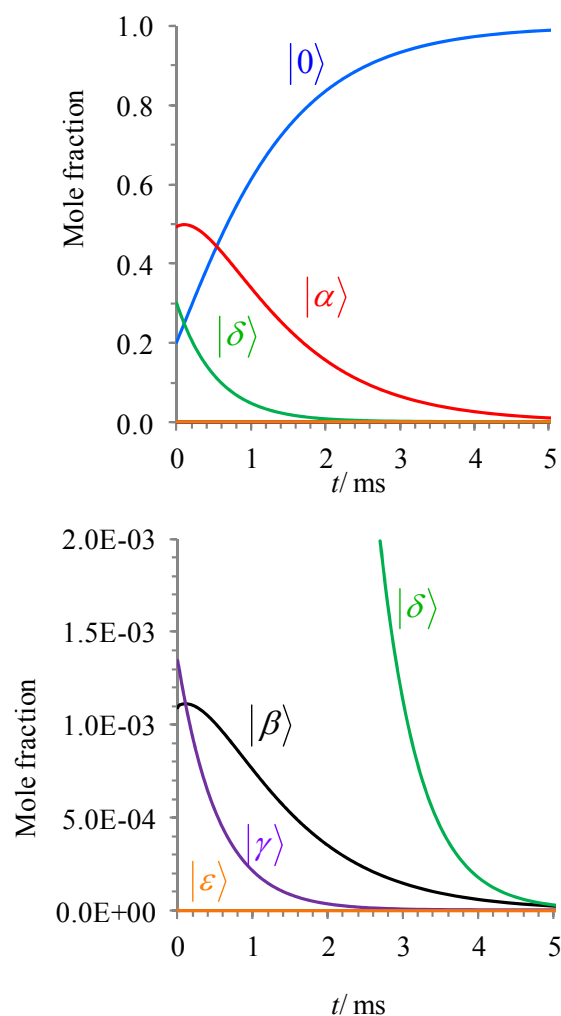 Mole fraction
1.0
0.8
0.6
0.4
0.2
0.0
|0⟩
|α⟩
|δ⟩
0 1 2 3 4 5
t/ ms
Mole fraction
2.0E-03
1.5E-03
1.0E-03
5.0E-04
0.0E+00
|δ⟩
|β⟩
|γ⟩
|ε⟩
0 1 2 3 4 5
t/ ms